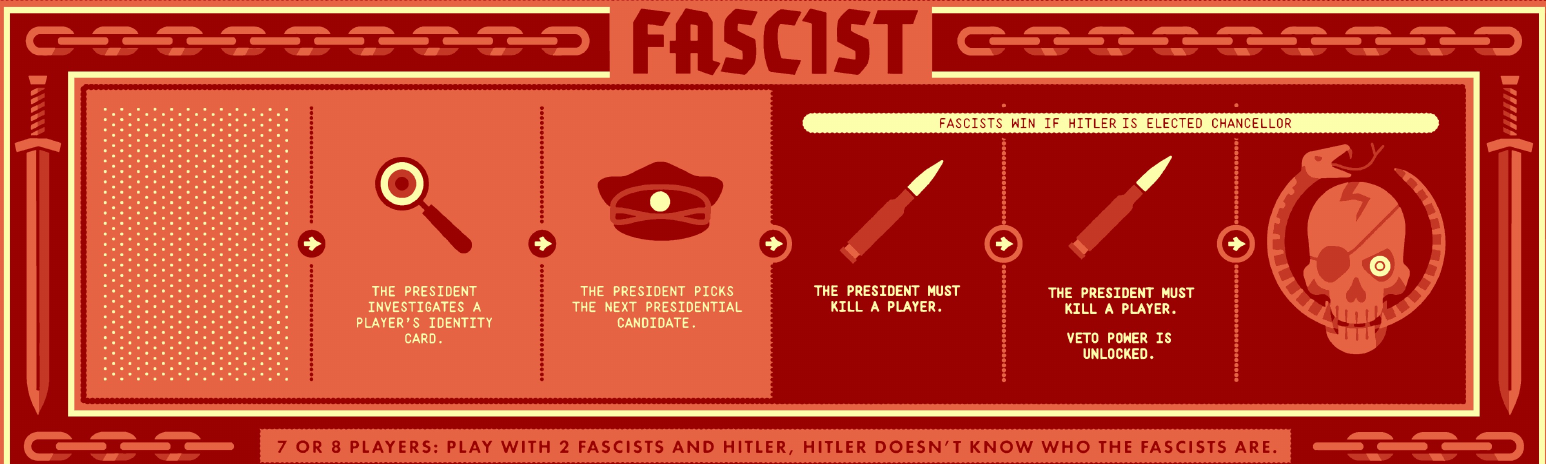 FASCIST
FASCISTS WIN IF HITLER IS ELECTED CHANCELLOR
THE PRESIDENT
INVESTIGATES A
PLAYER'S IDENTITY
CARD.
THE PRESIDENT PICKS
THE NEXT PRESIDENTIAL
CANDIDATE.
THE PRESIDENT MUST
KILL A PLAYER.
THE PRESIDENT MUST
KILL A PLAYER.
VETO POWER IS
UNLOCKED.
7 OR 8 PLAYERS: PLAY WITH 2 FASCISTS AND HITLER, HITLER DOESN'T KNOW WHO THE FASCISTS ARE.